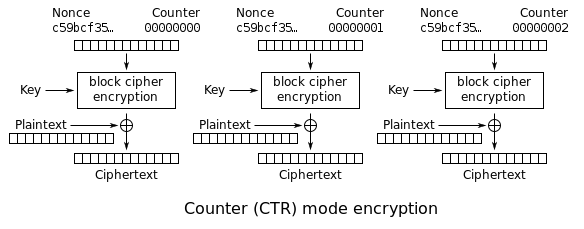 Nonce Counter Nonce Counter Nonce Counter
c59bcf35… 00000000 c59bcf35… 00000001 c59bcf35… 00000002
Key block cipher encryption Key block cipher encryption Key block cipher encryption
Plaintext Plaintext Plaintext
Ciphertext Ciphertext Ciphertext
Counter (CTR) mode encryption